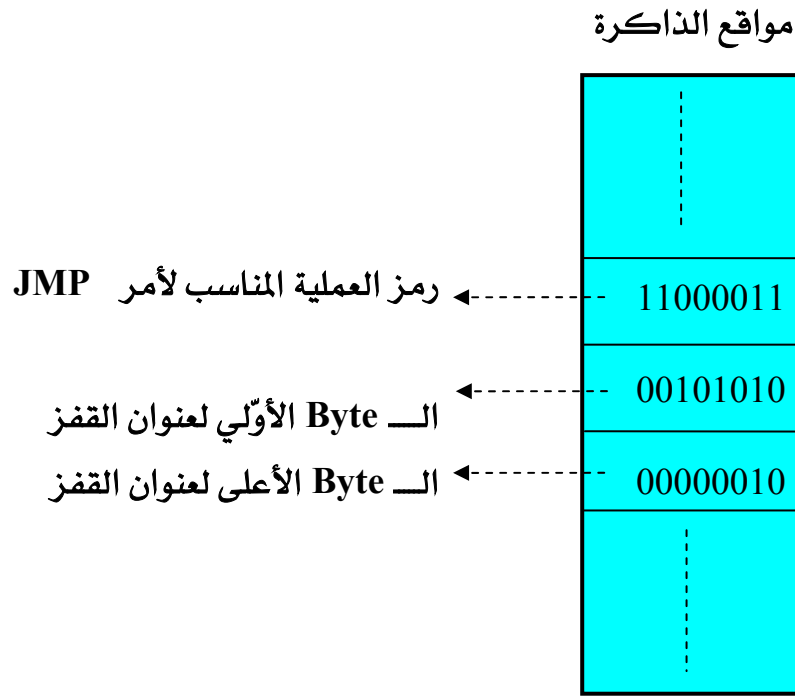 مواقع الذاكرة
رمز العملية المناسب لأمر JMP
11000011
الـــ Byte الأوّلي لعنوان القفز
00101010
الـــ Byte الأعلى لعنوان القفز
00000010